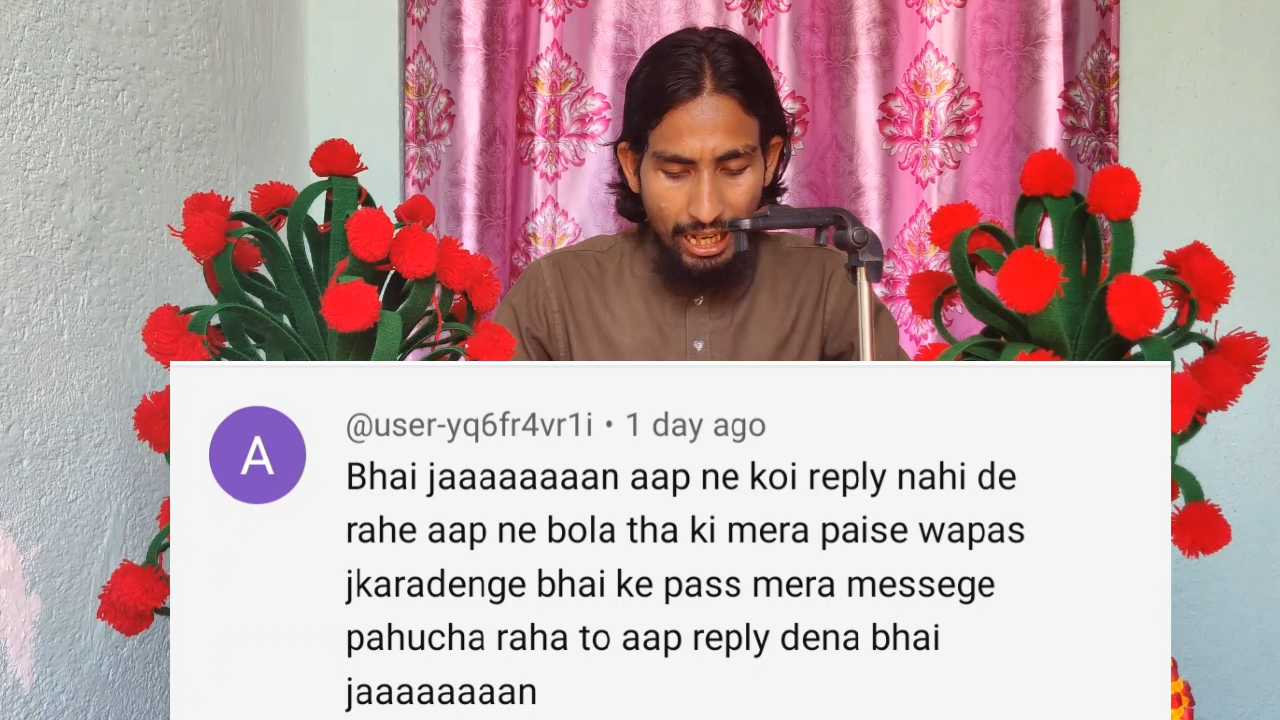 A
@user-yq6fr4vr1i • 1 day ago
Bhai jaaaaaaaan aap ne koi reply nahi de
rahe aap ne bola tha ki mera paise wapas
jkaradenge bhai ke pass mera messege
pahucha raha to aap reply dena bhai
jaaaaaaaan